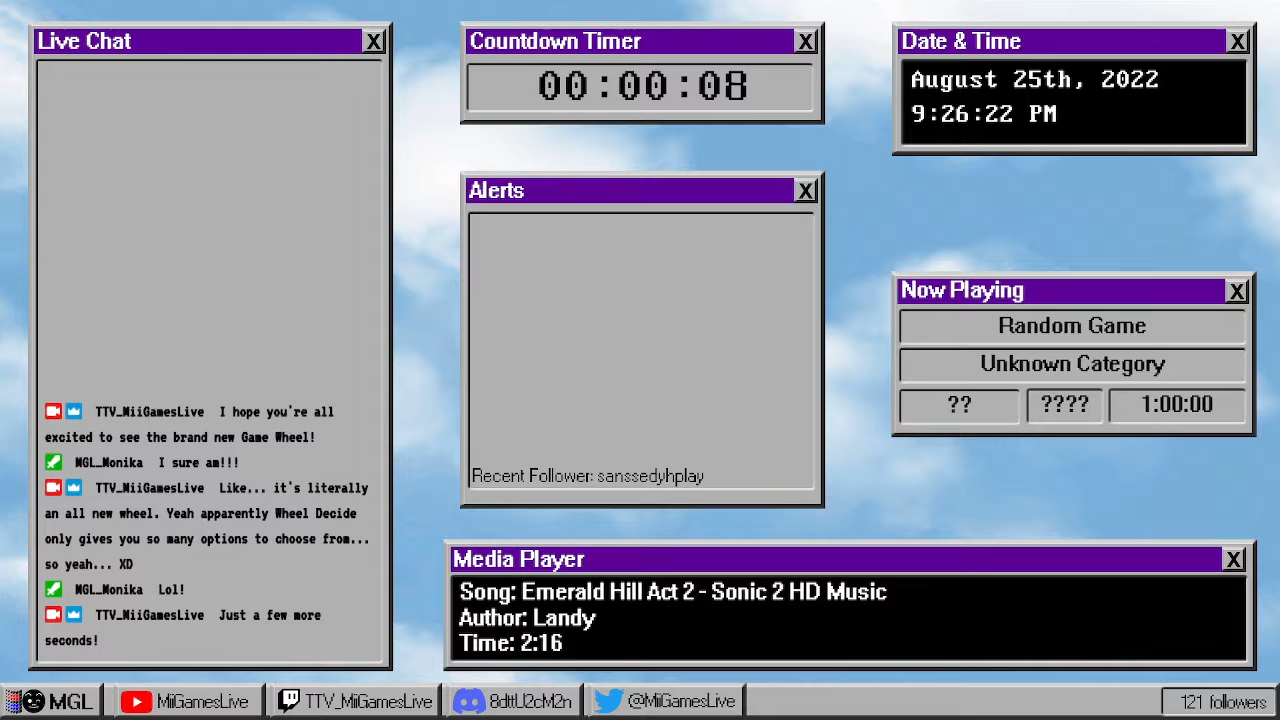 Live Chat
X
TTV_MiiGamesLive I hope you're all
excited to see the brand new Game Wheel!
MGL_Monika I sure am!!!
TTV_MiiGamesLive Like... it's literally
an all new wheel. Yeah apparently Wheel Decide
only gives you so many options to choose from...
so yeah... XD
MGL_Monika Lol!
TTV_MiiGamesLive Just a few more
seconds!
Countdown Timer
X
00:00:08
Alerts
X
Recent Follower: sanssedyhplay
Date & Time
X
August 25th, 2022
9:26:22 PM
Now Playing
X
Random Game
Unknown Category
?? ???? 1:00:00
Media Player
X
Song: Emerald Hill Act 2 - Sonic 2 HD Music
Author: Landy
Time: 2:16
MGL MiiGamesLive TTV_MiiGamesLive 8dttU2cM2n @MiiGamesLive 121 followers